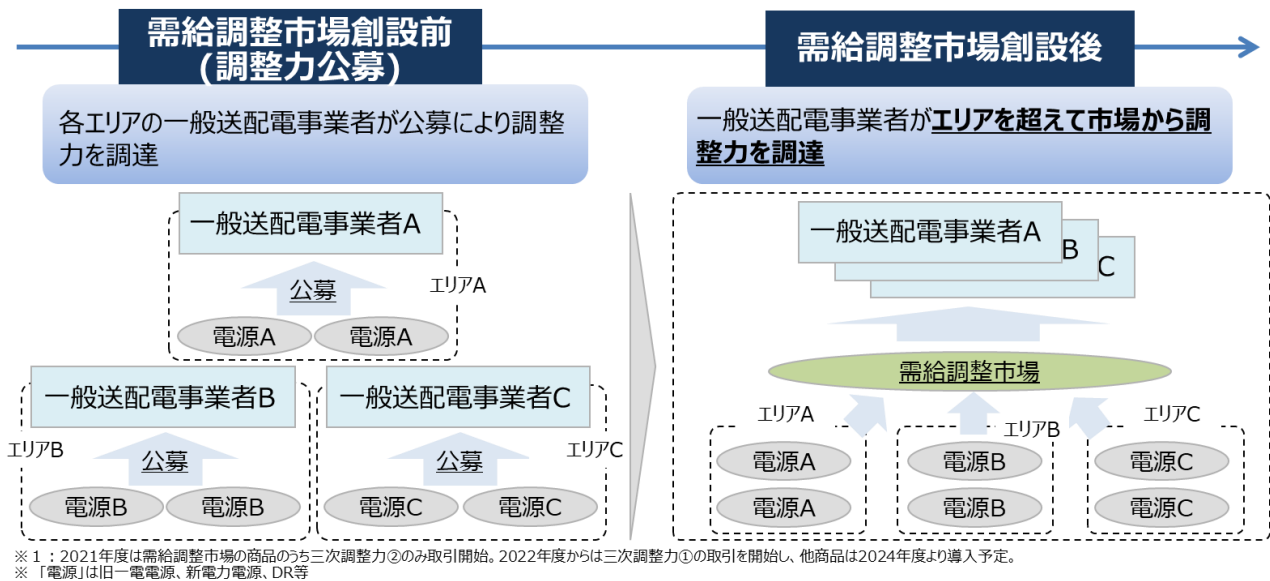 需給調整市場創設前
(調整力公募)
需給調整市場創設後
各エリアの一般送配電事業者が公募により調整
力を調達
一般送配電事業者がエリアを超えて市場から調
整力を調達
一般送配電事業者A
公募
エリアA
電源A
電源A
一般送配電事業者B
エリアB
公募
電源B
電源B
一般送配電事業者C
エリアC
公募
電源C
電源C
一般送配電事業者A
B
C
需給調整市場
エリアA
エリアB
エリアC
電源A
電源A
電源B
電源B
電源C
電源C
※1：2021年度は需給調整市場の商品のうち三次調整力②のみ取引開始。2022年度からは三次調整力①の取引を開始し、他商品は2024年度より導入予定。
※ 「電源」は旧一電電源、新電力電源、DR等